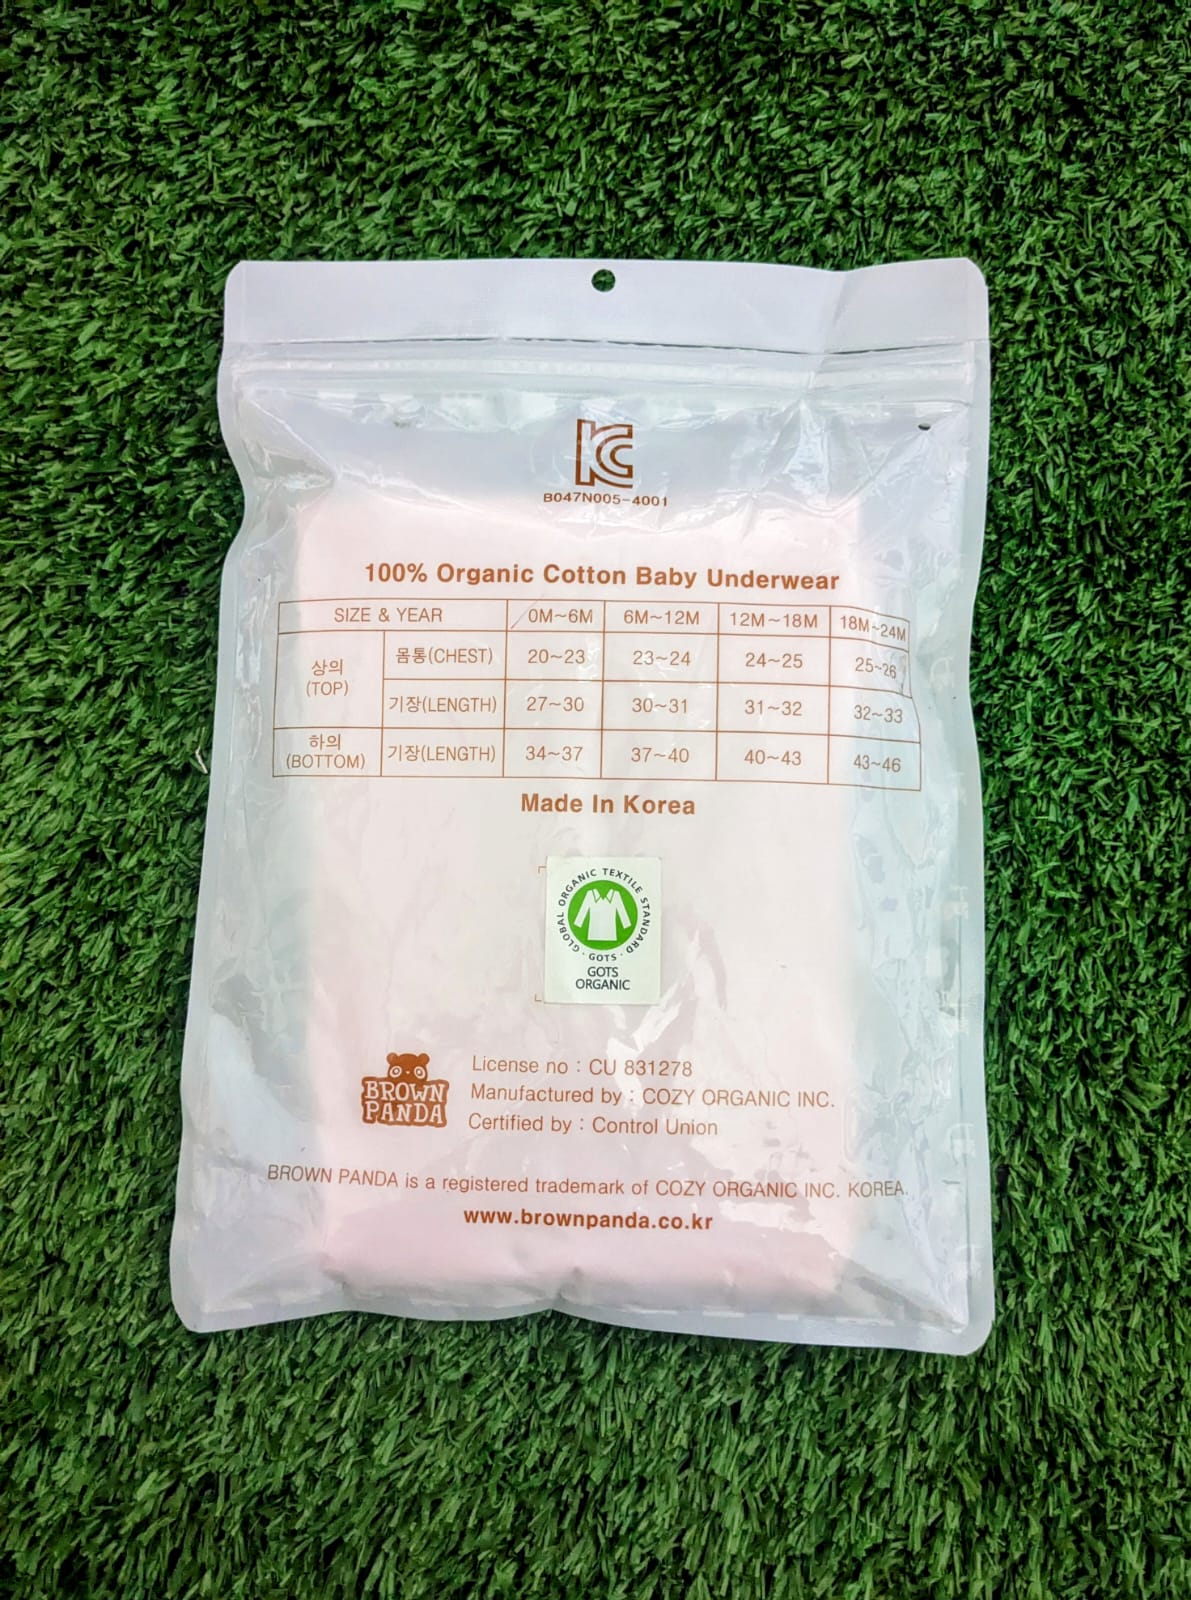 KC
B047N005-4001
100% Organic Cotton Baby Underwear
SIZE & YEAR 0M~6M 6M~12M 12M~18M 18M~24M
상의 (TOP) 몸통(CHEST) 20~23 23~24 24~25 25~26
기장(LENGTH) 27~30 30~31 31~32 32~33
하의 (BOTTOM) 기장(LENGTH) 34~37 37~40 40~43 43~46
Made In Korea
GLOBAL ORGANIC TEXTILE STANDARD · GOTS ·
GOTS
ORGANIC
BROWN
PANDA
License no : CU 831278
Manufactured by : COZY ORGANIC INC.
Certified by : Control Union
BROWN PANDA is a registered trademark of COZY ORGANIC INC. KOREA.
www.brownpanda.co.kr